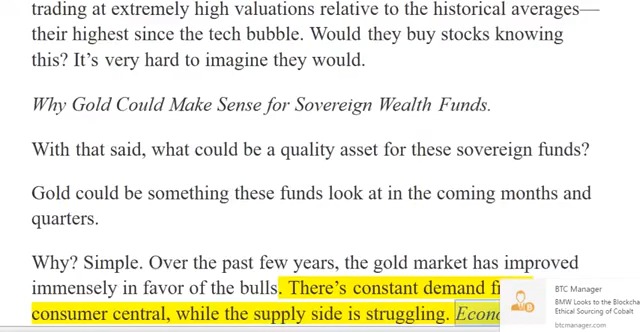 trading at extremely high valuations relative to the historical averages—
their highest since the tech bubble. Would they buy stocks knowing
this? It’s very hard to imagine they would.
Why Gold Could Make Sense for Sovereign Wealth Funds.
With that said, what could be a quality asset for these sovereign funds?
Gold could be something these funds look at in the coming months and
quarters.
Why? Simple. Over the past few years, the gold market has improved
immensely in favor of the bulls. There’s constant demand
consumer central, while the supply side is struggling.
BTC Manager
BMW Looks to the
Ethical Sourcing of Cobalt
btcmanager.com